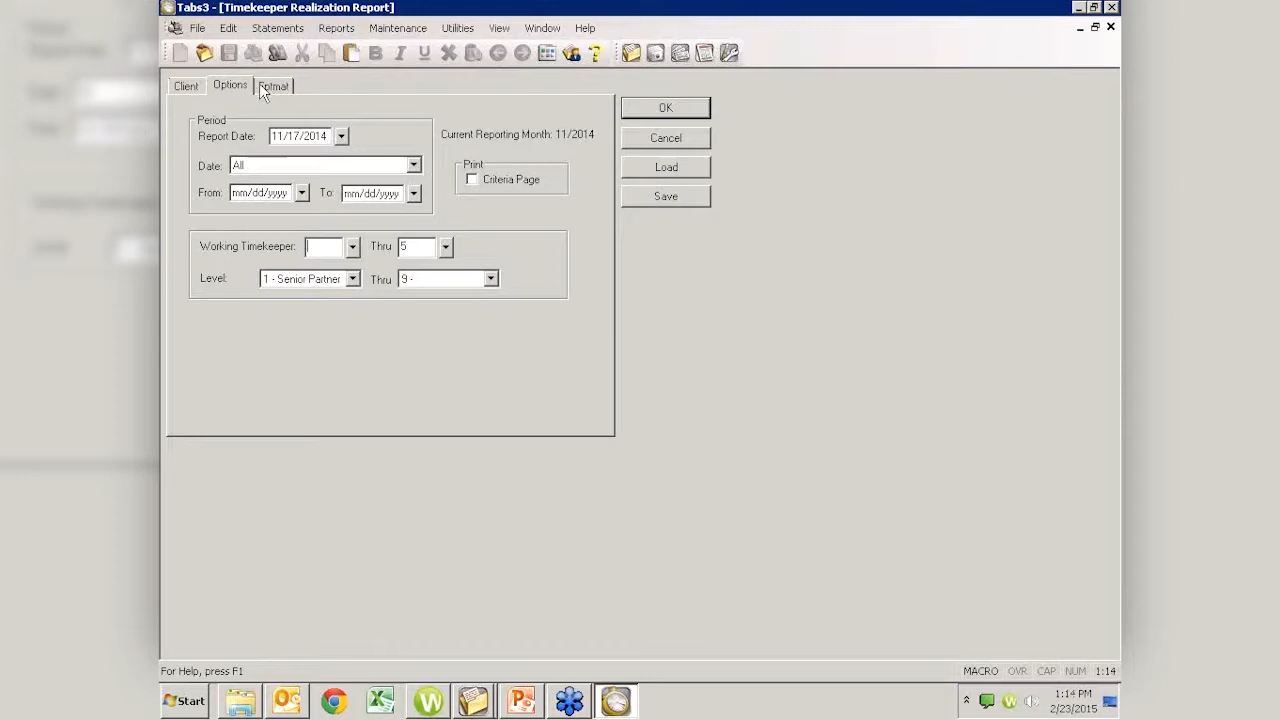 Tabs3 - [Timekeeper Realization Report]
File Edit Statements Reports Maintenance Utilities View Window Help
Client Options Format
Period
Report Date: 11/17/2014
Current Reporting Month: 11/2014
OK
Date: All
Print
Criteria Page
Cancel
From: mm/dd/yyyy To: mm/dd/yyyy
Load
Save
Working Timekeeper: Thru 5
Level: 1 - Senior Partner Thru 9 -
For Help, press F1
MACRO OVR CAP NUM 1:14
Start
1:14 PM
2/23/2015